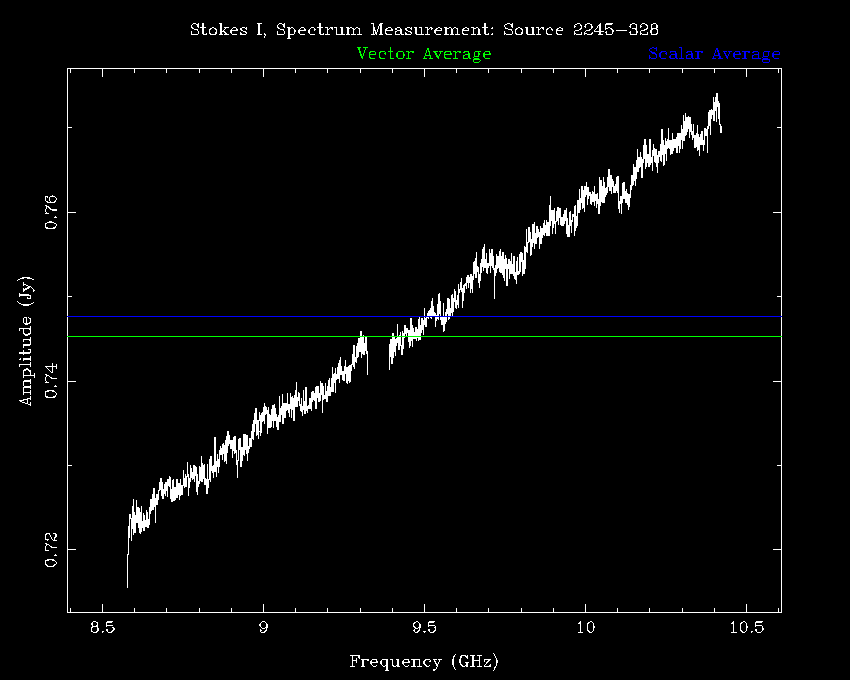 Stokes I, Spectrum Measurement: Source 2245−328
Vector Average Scalar Average
0.76
0.74
0.72
Amplitude (Jy)
8.5 9 9.5 10 10.5
Frequency (GHz)